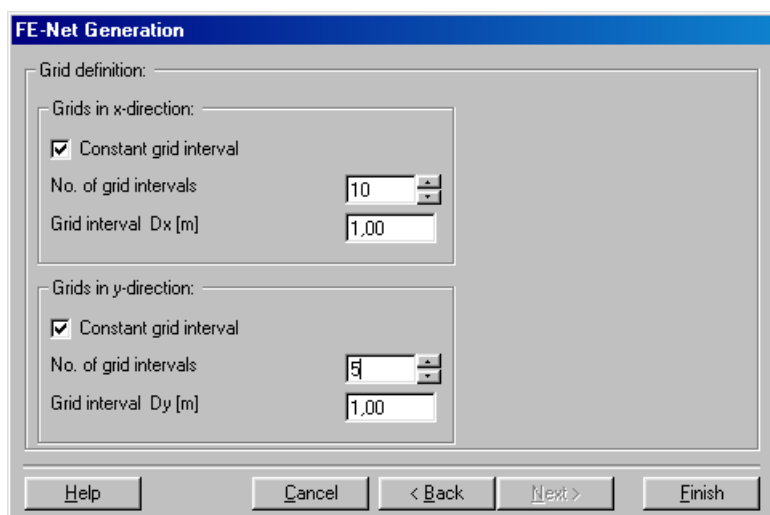 FE-Net Generation
Grid definition:
Grids in x-direction:
Constant grid interval
No. of grid intervals 10
Grid interval Dx [m] 1,00
Grids in y-direction:
Constant grid interval
No. of grid intervals 5
Grid interval Dy [m] 1,00
Help Cancel < Back Next > Finish